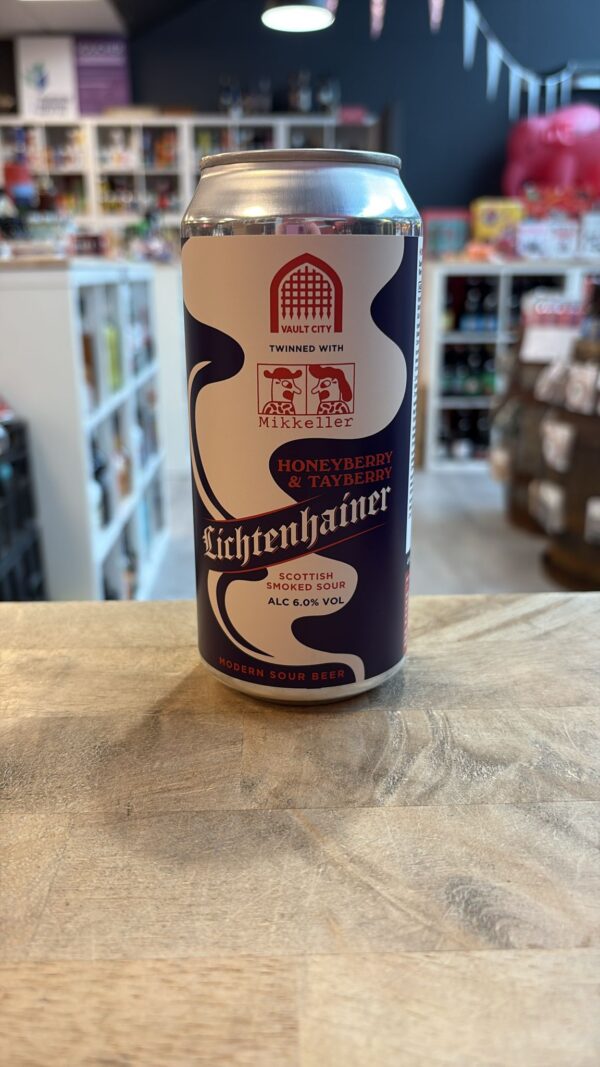 VAULT CITY
TWINNED WITH
Mikkeller
HONEYBERRY
& TAYBERRY
Lichtenhainer
SCOTTISH
SMOKED SOUR
ALC 6.0% VOL
MODERN SOUR BEER